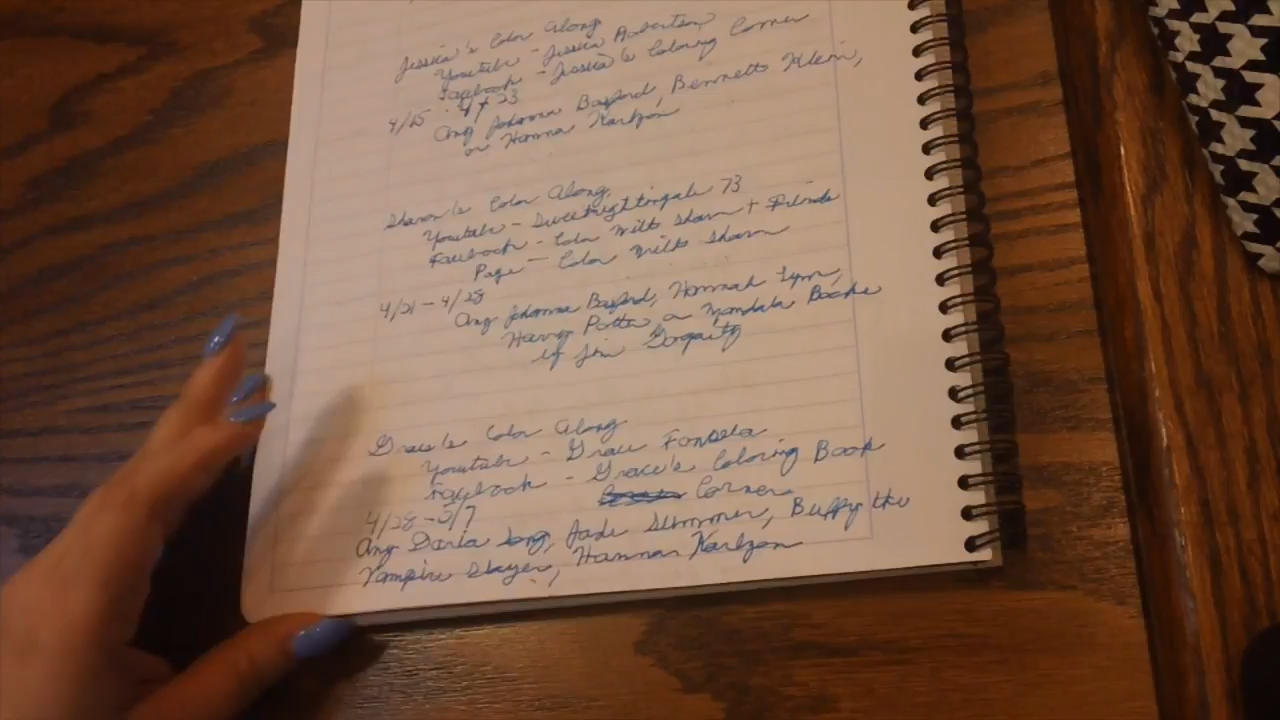 Jessica's Color Along
Youtube - Jessica Robertson
Facebook - Jessica's Coloring Corner
4/15 - 4/23
Any Johanna Basford, Bennett Klein,
or Hanna Karlzon
Sharon's Color Along
Youtube - Sweetnightingale 73
Facebook - Color With Sharon + Friends
Page - Color With Sharon
4/21 - 4/28
Any Johanna Basford, Hannah Lynn,
Harry Potter or Mandala Books
by Jim Gogarty
Grace's Color Along
Youtube - Grace Fonseca
Facebook - Grace's Coloring Book
Corner
4/28 - 5/7
Any Daria Song, Jade Summer, Buffy the
Vampire Slayer, Hanna Karlzon